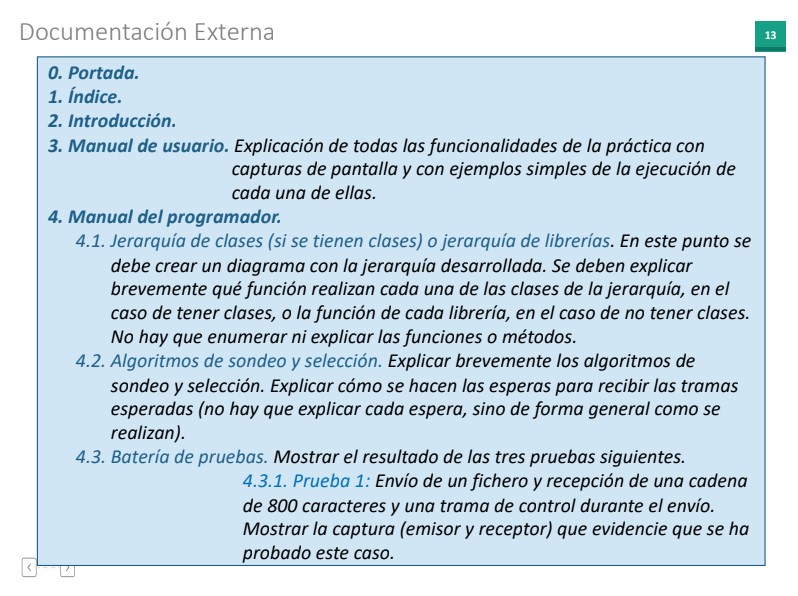 Documentación Externa
13
0. Portada.
1. Índice.
2. Introducción.
3. Manual de usuario. Explicación de todas las funcionalidades de la práctica con
capturas de pantalla y con ejemplos simples de la ejecución de
cada una de ellas.
4. Manual del programador.
4.1. Jerarquía de clases (si se tienen clases) o jerarquía de librerías. En este punto se
debe crear un diagrama con la jerarquía desarrollada. Se deben explicar
brevemente qué función realizan cada una de las clases de la jerarquía, en el
caso de tener clases, o la función de cada librería, en el caso de no tener clases.
No hay que enumerar ni explicar las funciones o métodos.
4.2. Algoritmos de sondeo y selección. Explicar brevemente los algoritmos de
sondeo y selección. Explicar cómo se hacen las esperas para recibir las tramas
esperadas (no hay que explicar cada espera, sino de forma general como se
realizan).
4.3. Batería de pruebas. Mostrar el resultado de las tres pruebas siguientes.
4.3.1. Prueba 1: Envío de un fichero y recepción de una cadena
de 800 caracteres y una trama de control durante el envío.
Mostrar la captura (emisor y receptor) que evidencie que se ha
probado este caso.